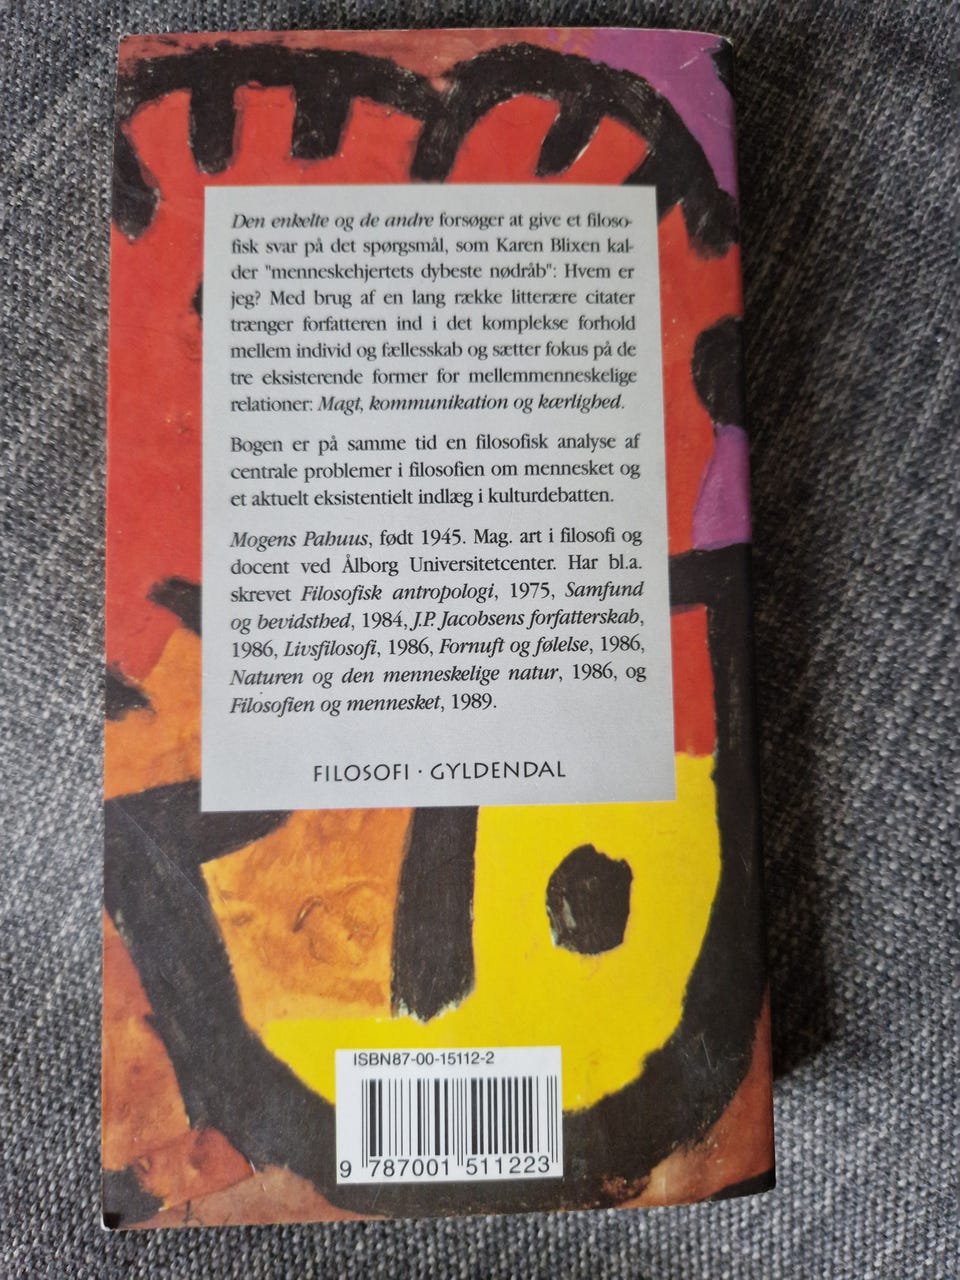 Den enkelte og de andre forsøger at give et filoso-
fisk svar på det spørgsmål, som Karen Blixen kal-
der "menneskehjertets dybeste nødråb": Hvem er
jeg? Med brug af en lang række litterære citater
trænger forfatteren ind i det komplekse forhold
mellem individ og fællesskab og sætter fokus på de
tre eksisterende former for mellemmenneskelige
relationer: Magt, kommunikation og kærlighed.
Bogen er på samme tid en filosofisk analyse af
centrale problemer i filosofien om mennesket og
et aktuelt eksistentielt indlæg i kulturdebatten.
Mogens Pahuus, født 1945. Mag. art i filosofi og
docent ved Ålborg Universitetcenter. Har bl.a.
skrevet Filosofisk antropologi, 1975, Samfund
og bevidsthed, 1984, J.P. Jacobsens forfatterskab,
1986, Livsfilosofi, 1986, Fornuft og følelse, 1986,
Naturen og den menneskelige natur, 1986, og
Filosofien og mennesket, 1989.
FILOSOFI · GYLDENDAL
ISBN87-00-15112-2
9 787001 511223